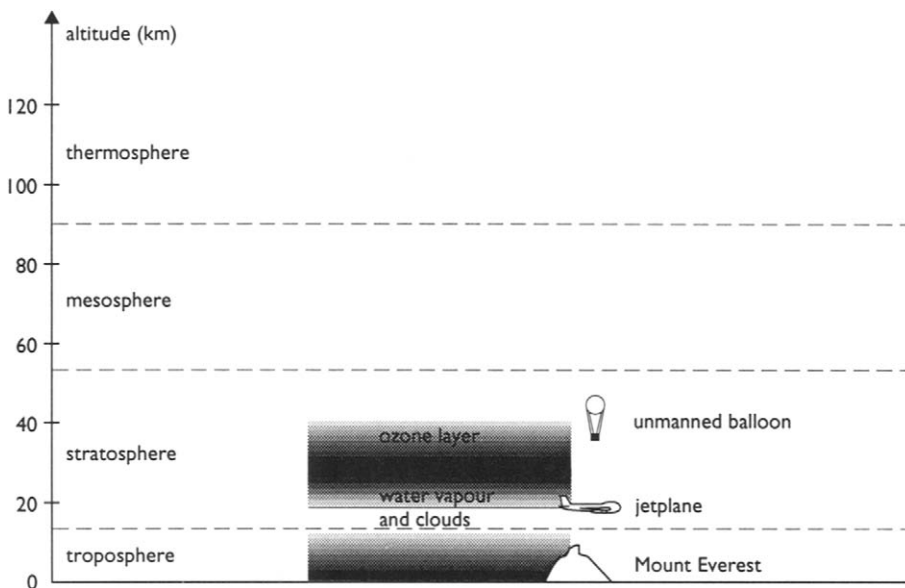 altitude (km)
120
thermosphere
100
80
mesosphere
60
40
ozone layer
unmanned balloon
stratosphere
20
water vapour
and clouds
jetplane
troposphere
Mount Everest
0